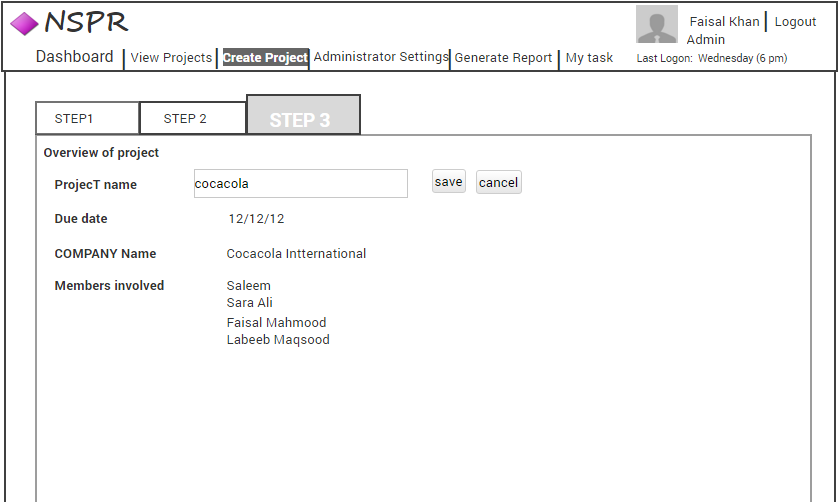 NSPR
Faisal Khan Logout
Admin
Dashboard View Projects Create Project Administrator Settings Generate Report My task
Last Logon: Wednesday (6 pm)
STEP1 STEP 2 STEP 3
Overview of project
ProjecT name cocacola save cancel
Due date 12/12/12
COMPANY Name Cocacola Intternational
Members involved Saleem
Sara Ali
Faisal Mahmood
Labeeb Maqsood